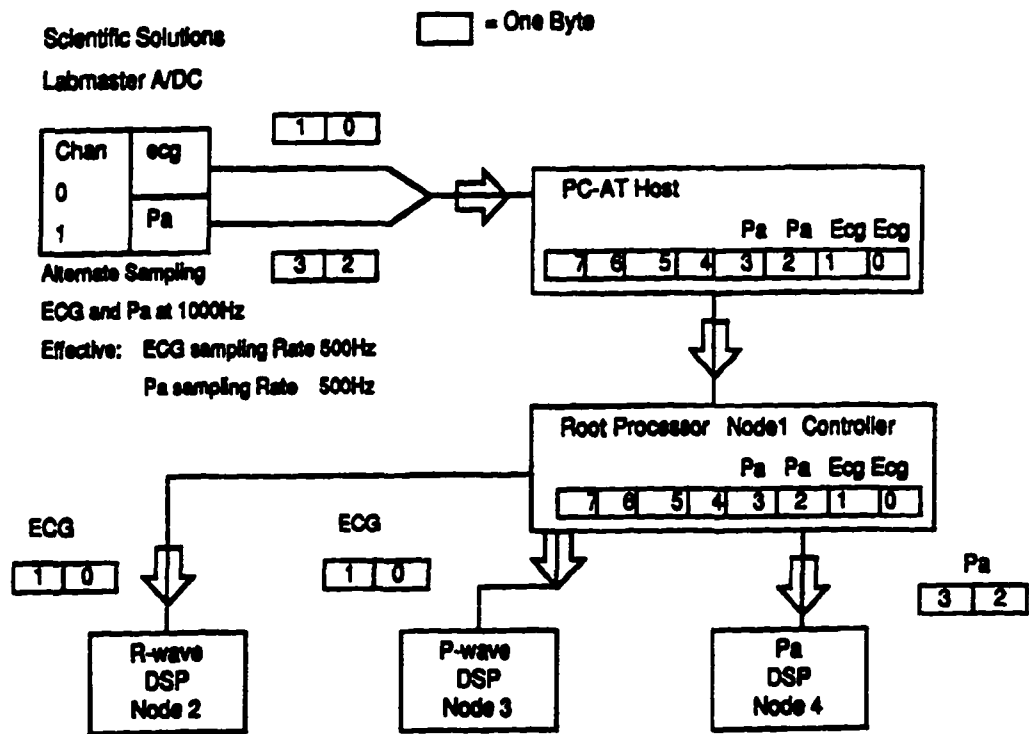 = One Byte
Scientific Solutions
Labmaster A/DC
1 0
Chan ecg
0
1 Pa
3 2
PC-AT Host
Pa Pa Ecg Ecg
7 6 5 4 3 2 1 0
Alternate Sampling
ECG and Pa at 1000Hz
Effective: ECG sampling Rate 500Hz
Pa sampling Rate 500Hz
Root Processor Node1 Controller
Pa Pa Ecg Ecg
7 6 5 4 3 2 1 0
ECG
1 0
ECG
1 0
Pa
3 2
R-wave
DSP
Node 2
P-wave
DSP
Node 3
Pa
DSP
Node 4